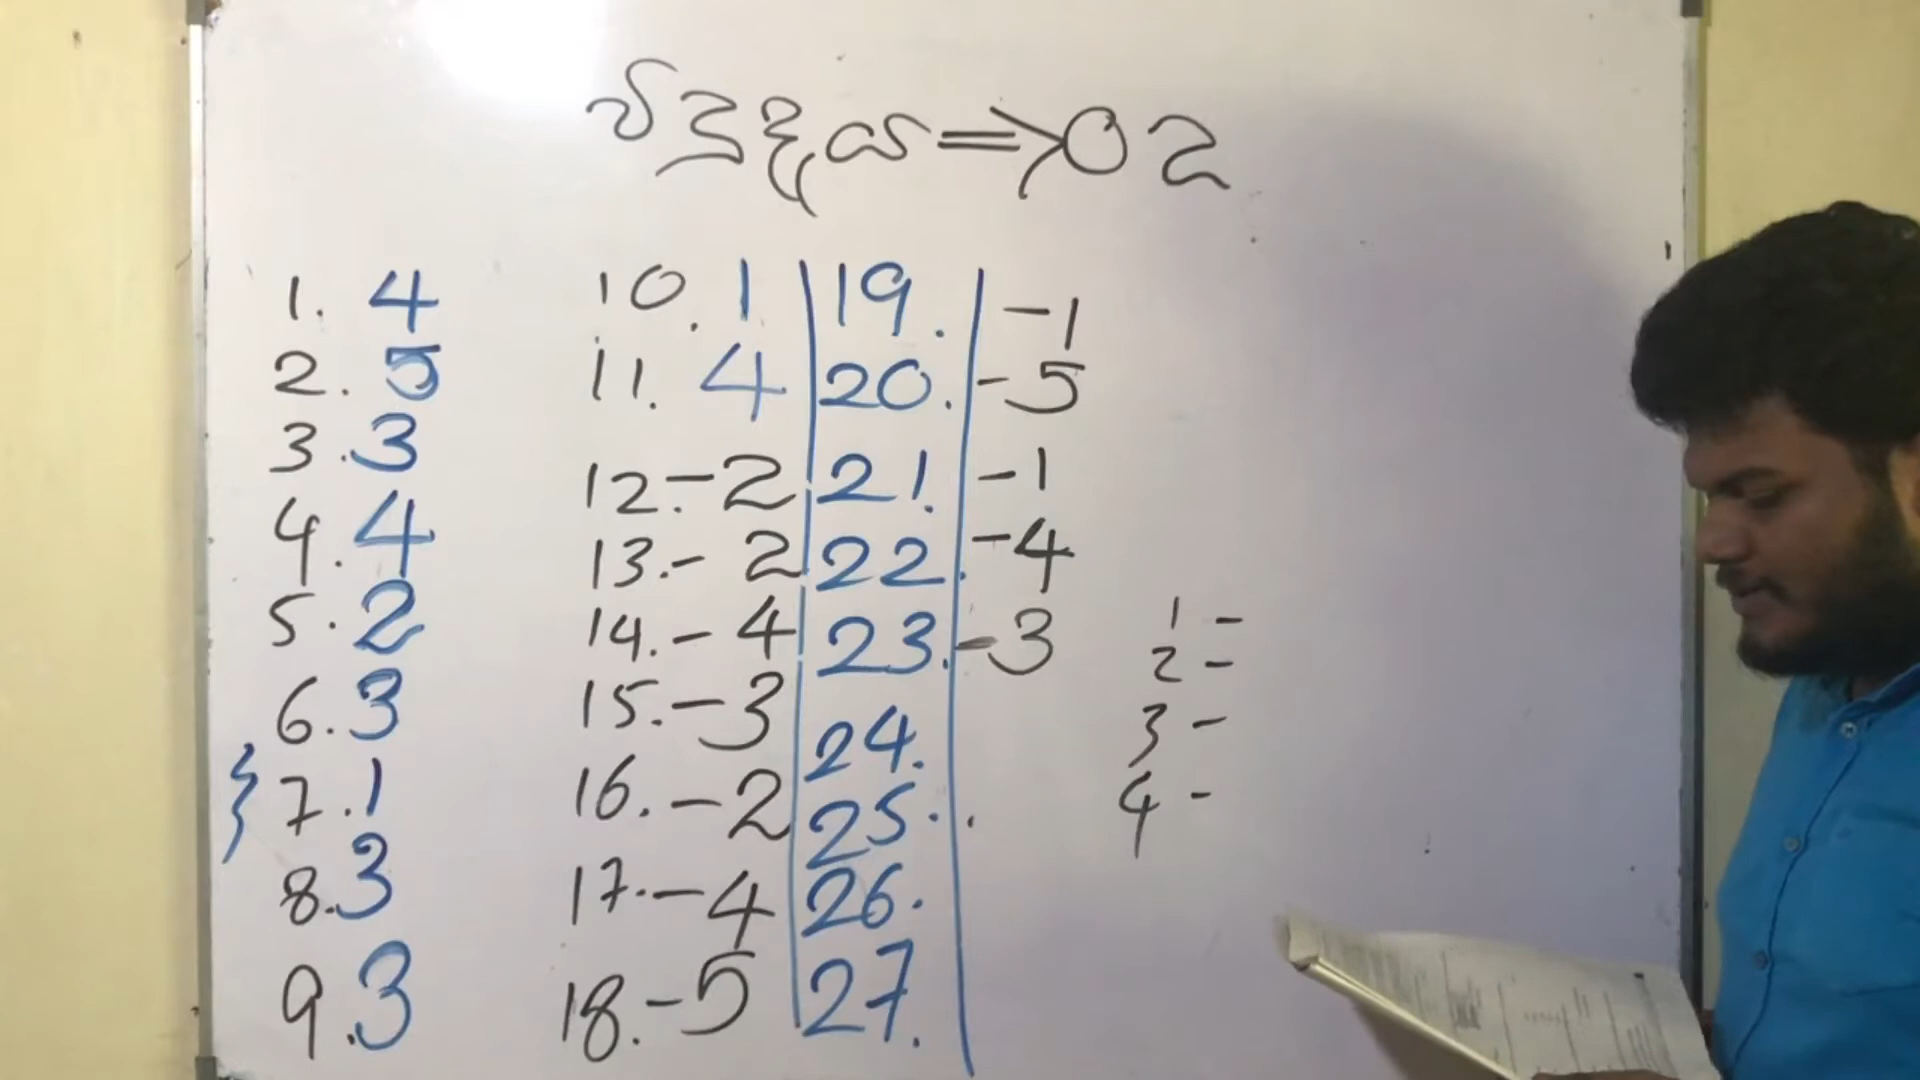 විද්‍යුදය ⇒ 02
1. 4
2. 5
3. 3
4. 4
5. 2
6. 3
7. 1
8. 3
9. 3
10. 1
11. 4
12. - 2
13. - 2
14. - 4
15. - 3
16. - 2
17. - 4
18. - 5
19. - 1
20. - 5
21. - 1
22. - 4
23. - 3
24.
25.
26.
27.
1 -
2 -
3 -
4 -